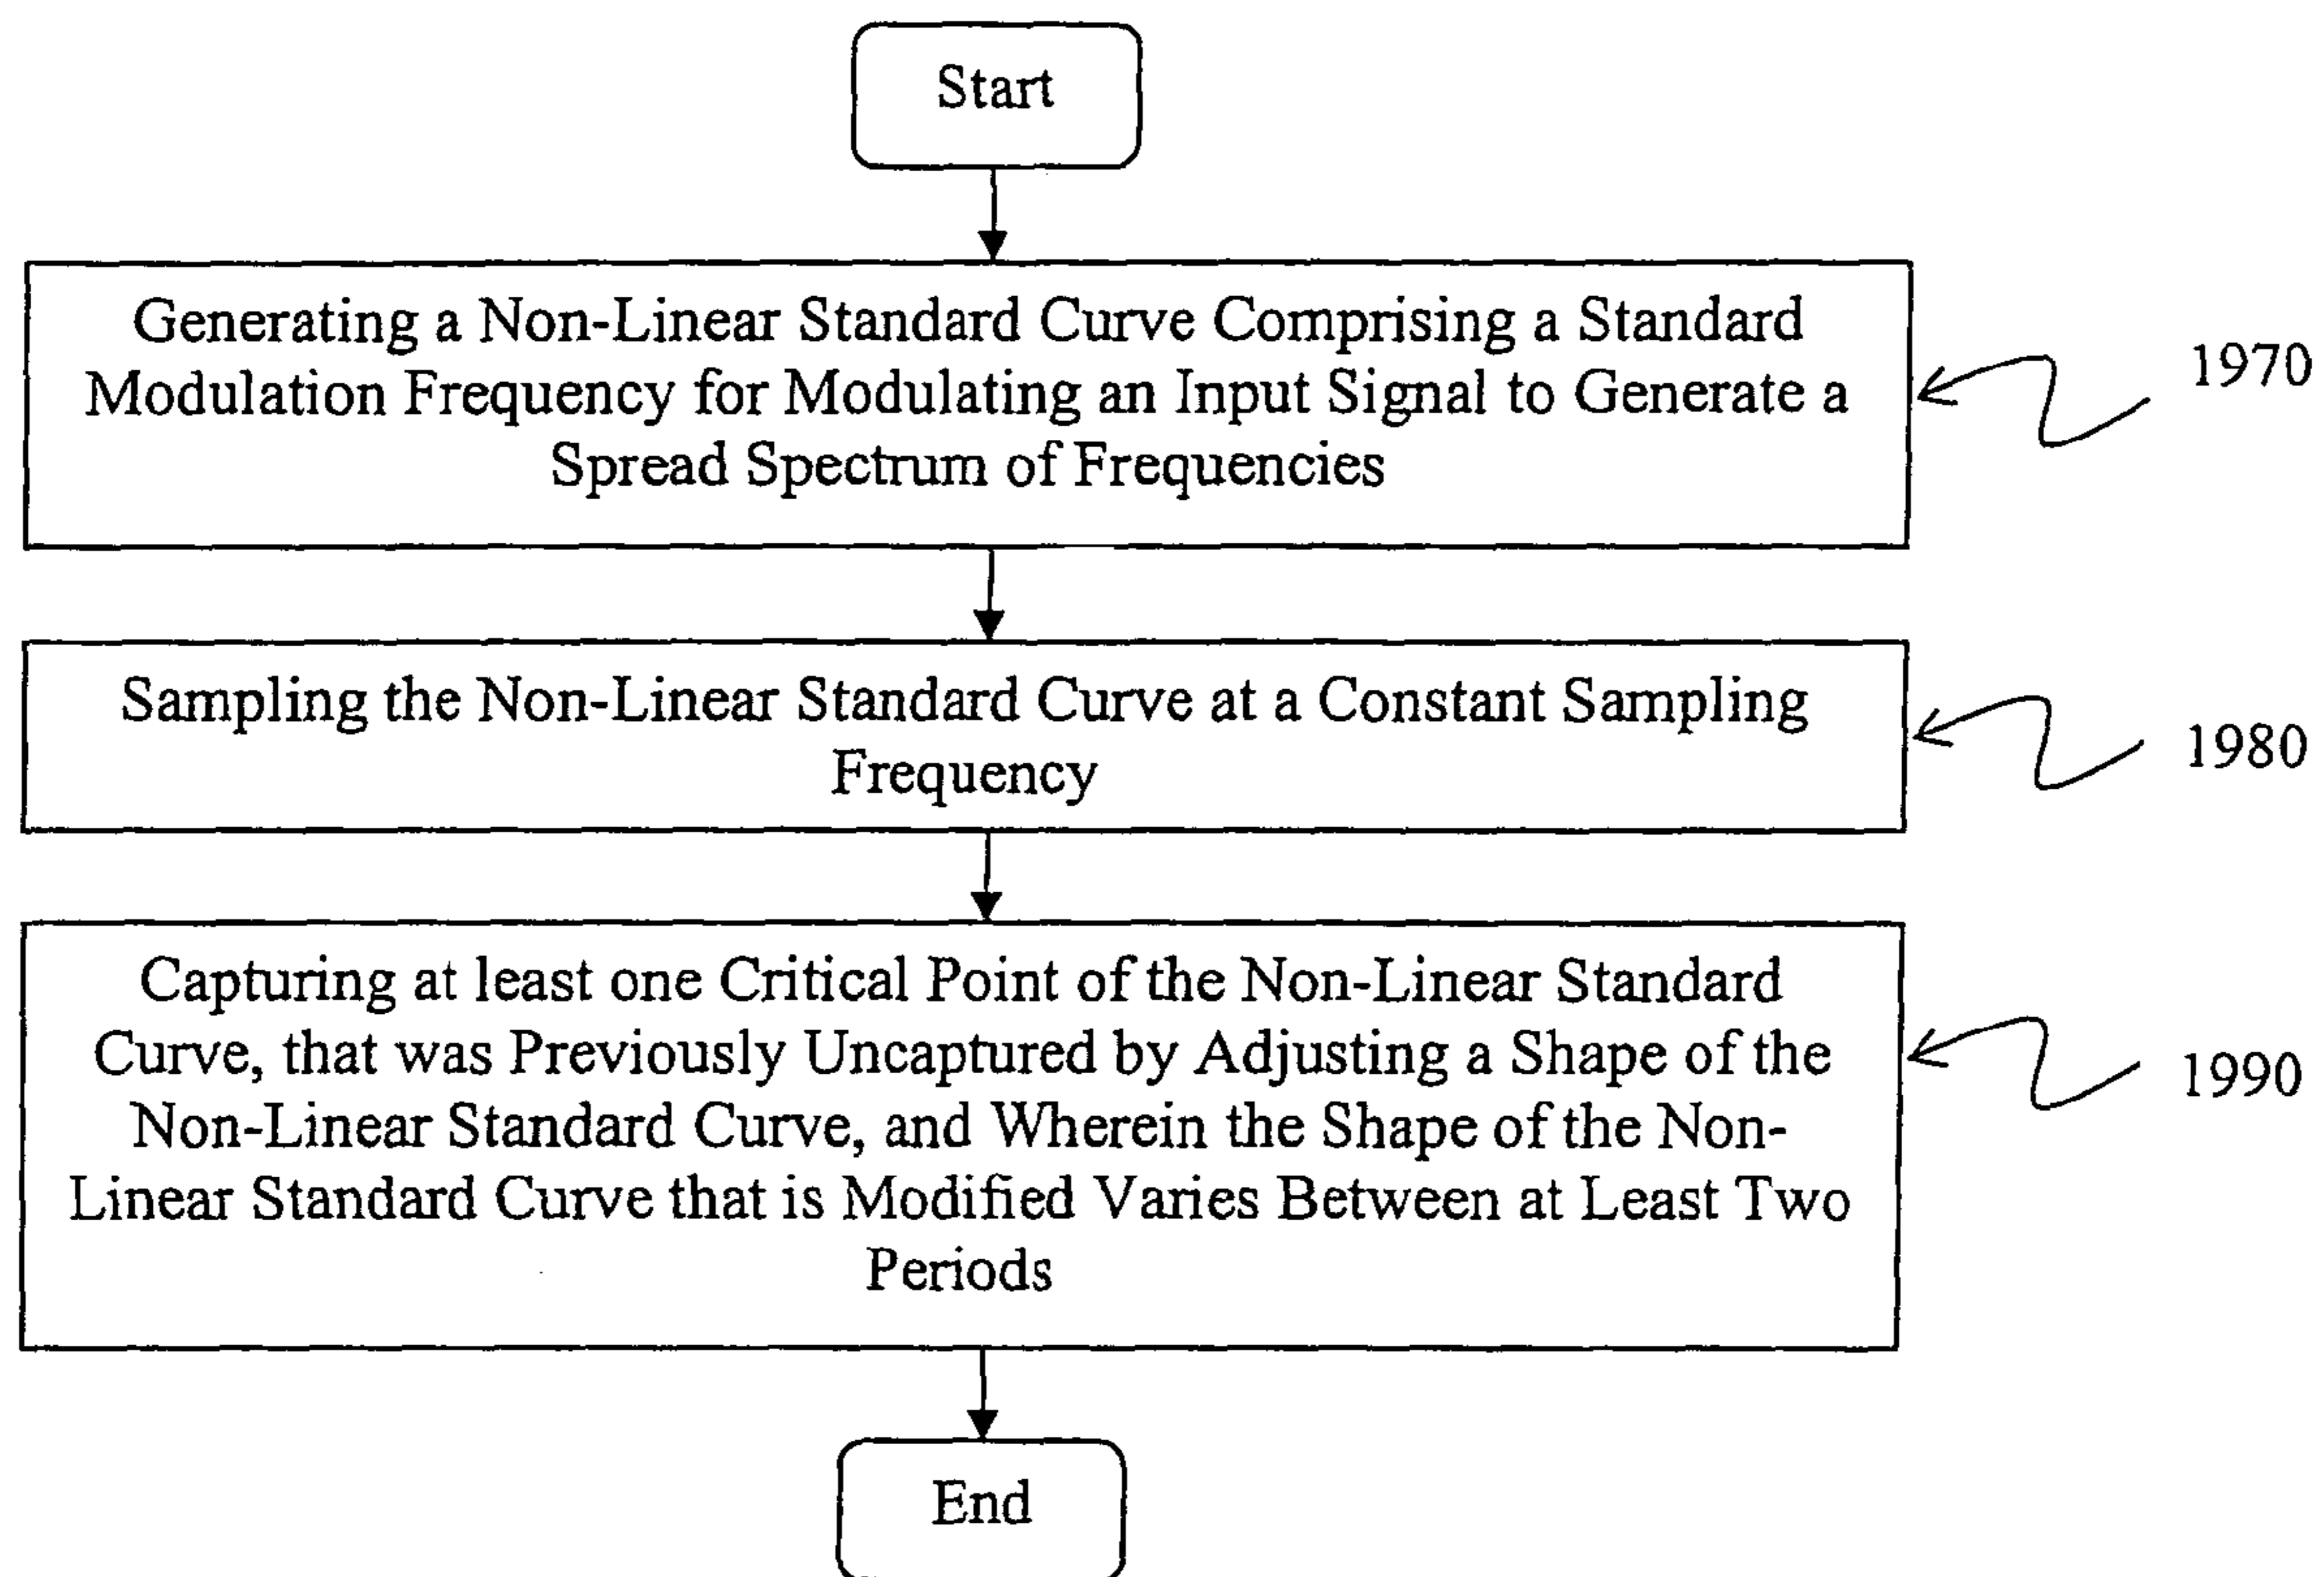 Start
Generating a Non-Linear Standard Curve Comprising a Standard
Modulation Frequency for Modulating an Input Signal to Generate a
Spread Spectrum of Frequencies
1970
Sampling the Non-Linear Standard Curve at a Constant Sampling
Frequency
1980
Capturing at least one Critical Point of the Non-Linear Standard
Curve, that was Previously Uncaptured by Adjusting a Shape of the
Non-Linear Standard Curve, and Wherein the Shape of the Non-
Linear Standard Curve that is Modified Varies Between at Least Two
Periods
1990
End